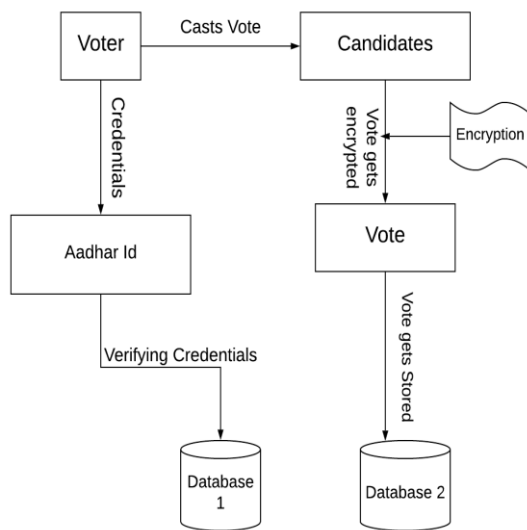 Voter
Casts Vote
Candidates
Credentials
Vote gets
encrypted
Encryption
Aadhar Id
Vote
Verifying Credentials
Vote gets Stored
Database
1
Database 2